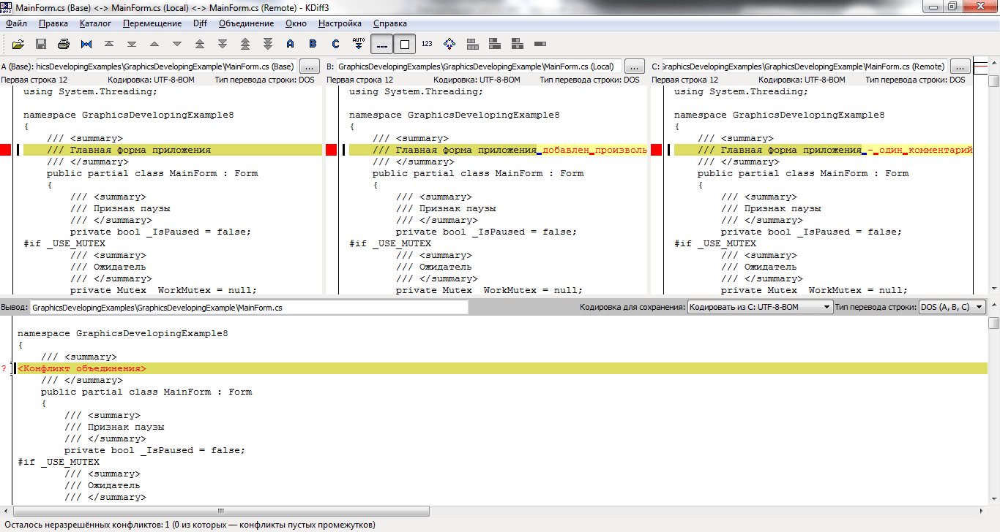 MainForm.cs (Base) <-> MainForm.cs (Local) <-> MainForm.cs (Remote) - KDiff3
Файл Правка Каталог Перемещение Diff Объединение Окно Настройка Справка
A B C AUTO 123
A (Base): hicsDevelopingExamples\GraphicsDevelopingExample\MainForm.cs (Base) ...
Первая строка 12 Кодировка: UTF-8-BOM Тип перевода строки: DOS
using System.Threading;
namespace GraphicsDevelopingExample8
{
/// <summary>
/// Главная форма приложения
/// </summary>
public partial class MainForm : Form
{
/// <summary>
/// Признак паузы
/// </summary>
private bool _IsPaused = false;
#if _USE_MUTEX
/// <summary>
/// Ожидатель
/// </summary>
private Mutex _WorkMutex = null;
B: GraphicsDevelopingExamples\GraphicsDevelopingExample\MainForm.cs (Local) ...
Первая строка 12 Кодировка: UTF-8-BOM Тип перевода строки: DOS
using System.Threading;
namespace GraphicsDevelopingExample8
{
/// <summary>
/// Главная форма приложения добавлен произволь
/// </summary>
public partial class MainForm : Form
{
/// <summary>
/// Признак паузы
/// </summary>
private bool _IsPaused = false;
#if _USE_MUTEX
/// <summary>
/// Ожидатель
/// </summary>
private Mutex _WorkMutex = null;
C: GraphicsDevelopingExamples\GraphicsDevelopingExample\MainForm.cs (Remote) ...
Первая строка 12 Кодировка: UTF-8-BOM Тип перевода строки: DOS
using System.Threading;
namespace GraphicsDevelopingExample8
{
/// <summary>
/// Главная форма приложения - один комментарий
/// </summary>
public partial class MainForm : Form
{
/// <summary>
/// Признак паузы
/// </summary>
private bool _IsPaused = false;
#if _USE_MUTEX
/// <summary>
/// Ожидатель
/// </summary>
private Mutex _WorkMutex = null;
Вывод: GraphicsDevelopingExamples\GraphicsDevelopingExample\MainForm.cs Кодировка для сохранения: Кодировать из C: UTF-8-BOM Тип перевода строки: DOS (A, B, C)
namespace GraphicsDevelopingExample8
{
/// <summary>
? <Конфликт объединения>
/// </summary>
public partial class MainForm : Form
{
/// <summary>
/// Признак паузы
/// </summary>
private bool _IsPaused = false;
#if _USE_MUTEX
/// <summary>
/// Ожидатель
/// </summary>
Осталось неразрешённых конфликтов: 1 (0 из которых — конфликты пустых промежутков)